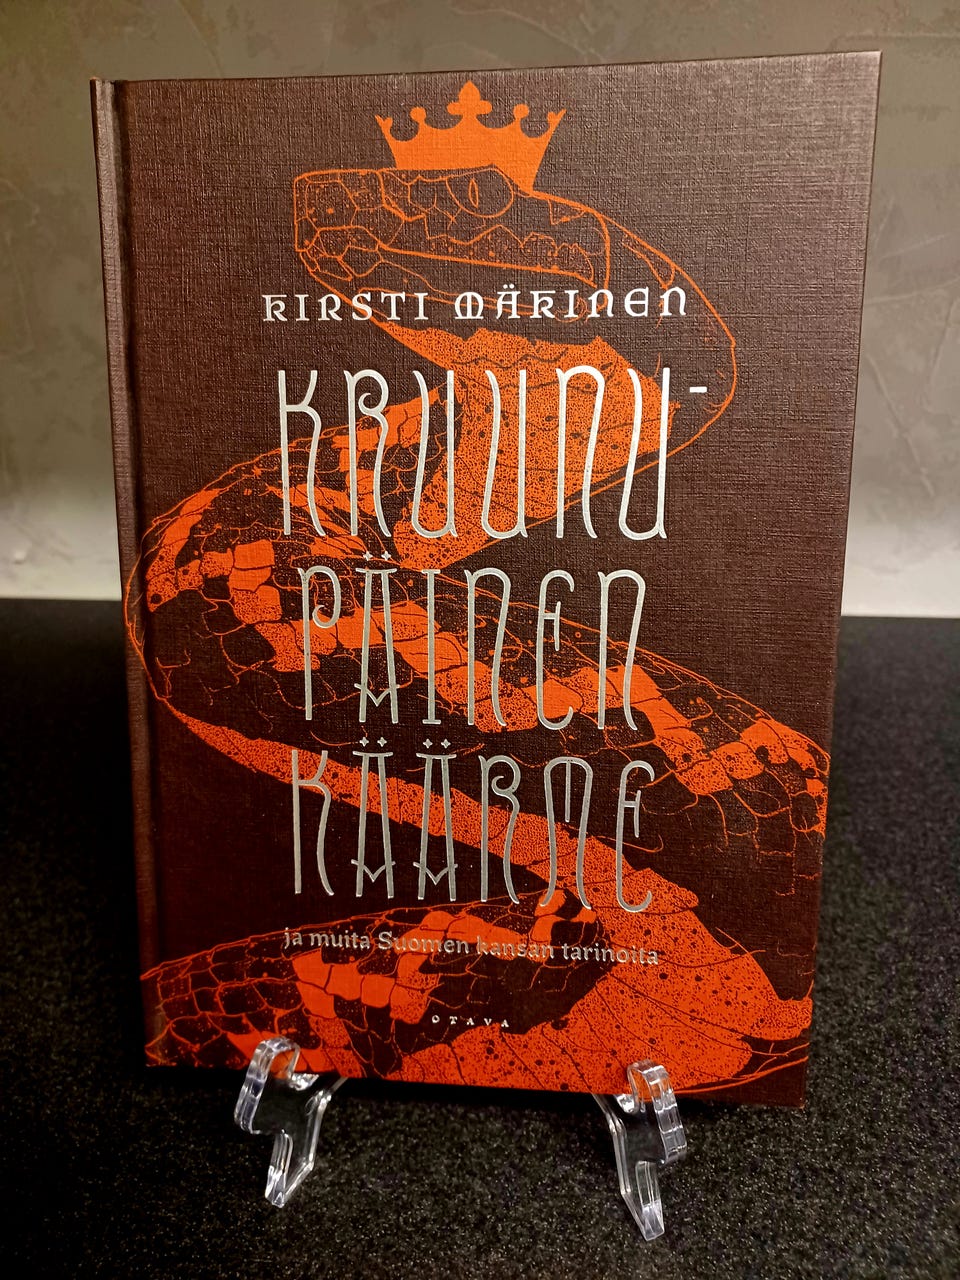 KIRSTI MÄKINEN
KRUUNU-
PÄINEN
KÄÄRME
ja muita Suomen kansan tarinoita
OTAVA